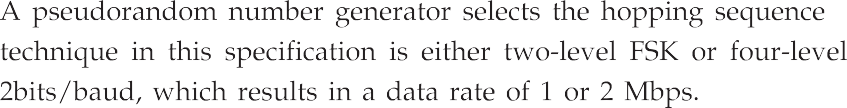 A pseudorandom number generator selects the hopping sequence
technique in this specification is either two-level FSK or four-level
2bits/baud, which results in a data rate of 1 or 2 Mbps.